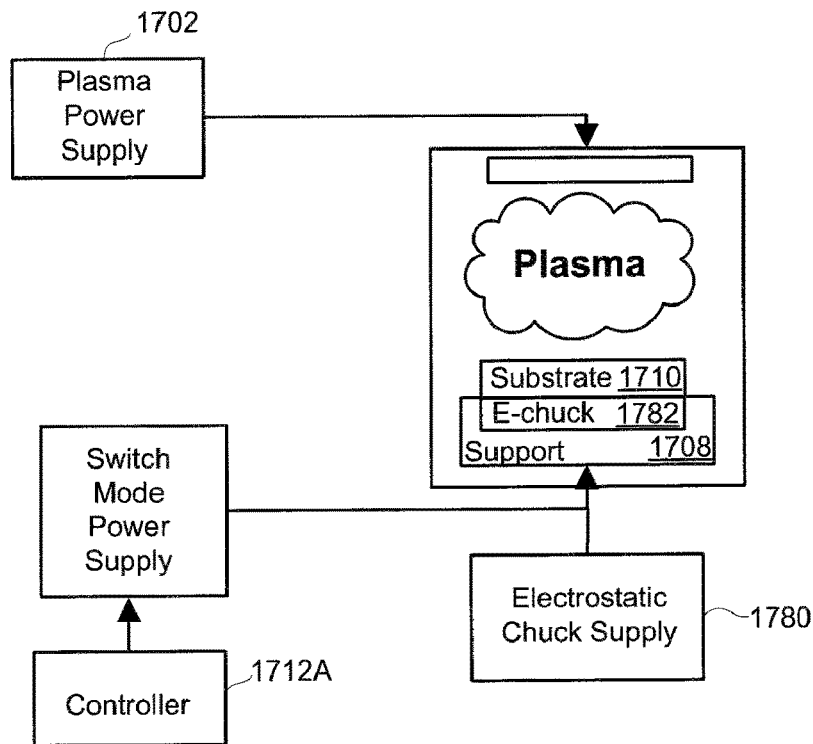 1702
Plasma
Power
Supply
Plasma
Substrate 1710
E-chuck 1782
Support 1708
Switch
Mode
Power
Supply
Electrostatic
Chuck Supply
1780
1712A
Controller